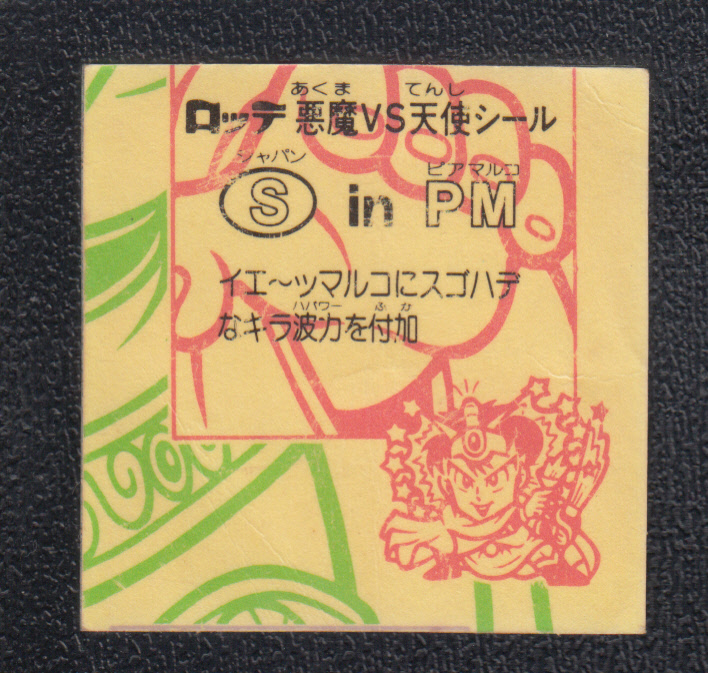 あくま てんし
ロッテ 悪魔VS天使シール
ジャパン ピアマルコ
S in PM
イエ〜ッマルコにスゴハデ
ハパワー ふか
なキラ波力を付加